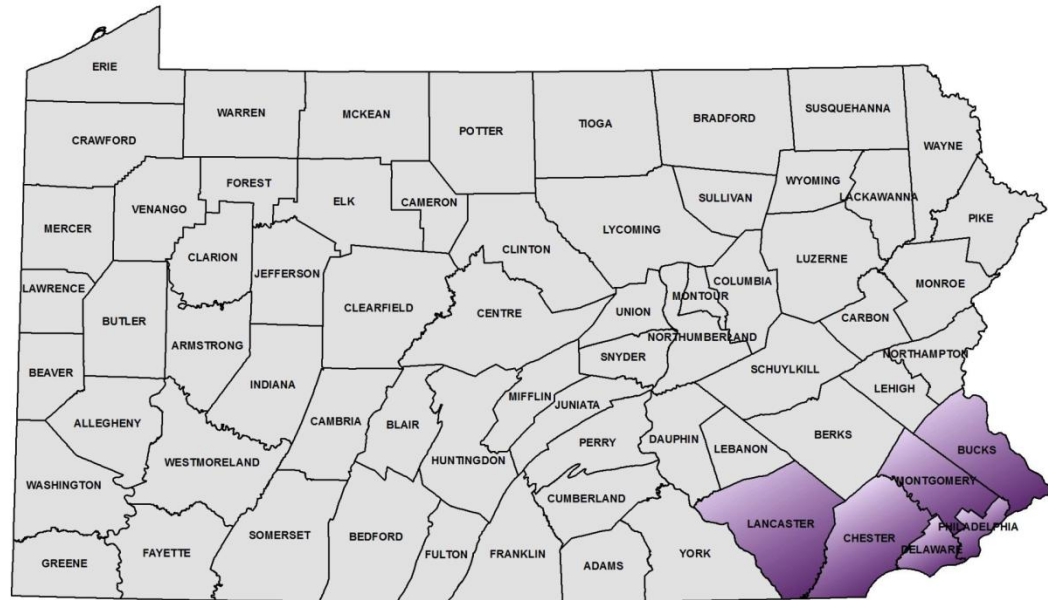 ERIE
CRAWFORD
WARREN
MCKEAN
POTTER
TIOGA
BRADFORD
SUSQUEHANNA
WAYNE
WYOMING
LACKAWANNA
SULLIVAN
PIKE
MERCER
VENANGO
FOREST
ELK
CAMERON
CLINTON
LYCOMING
CLARION
JEFFERSON
LUZERNE
MONROE
LAWRENCE
BUTLER
CLEARFIELD
CENTRE
UNION
MONTOUR
COLUMBIA
CARBON
ARMSTRONG
NORTHUMBERLAND
SNYDER
NORTHAMPTON
BEAVER
INDIANA
SCHUYLKILL
LEHIGH
ALLEGHENY
CAMBRIA
BLAIR
MIFFLIN
JUNIATA
PERRY
DAUPHIN
LEBANON
BERKS
BUCKS
WESTMORELAND
HUNTINGDON
WASHINGTON
CUMBERLAND
MONTGOMERY
LANCASTER
PHILADELPHIA
GREENE
FAYETTE
SOMERSET
BEDFORD
FULTON
FRANKLIN
ADAMS
YORK
CHESTER
DELAWARE